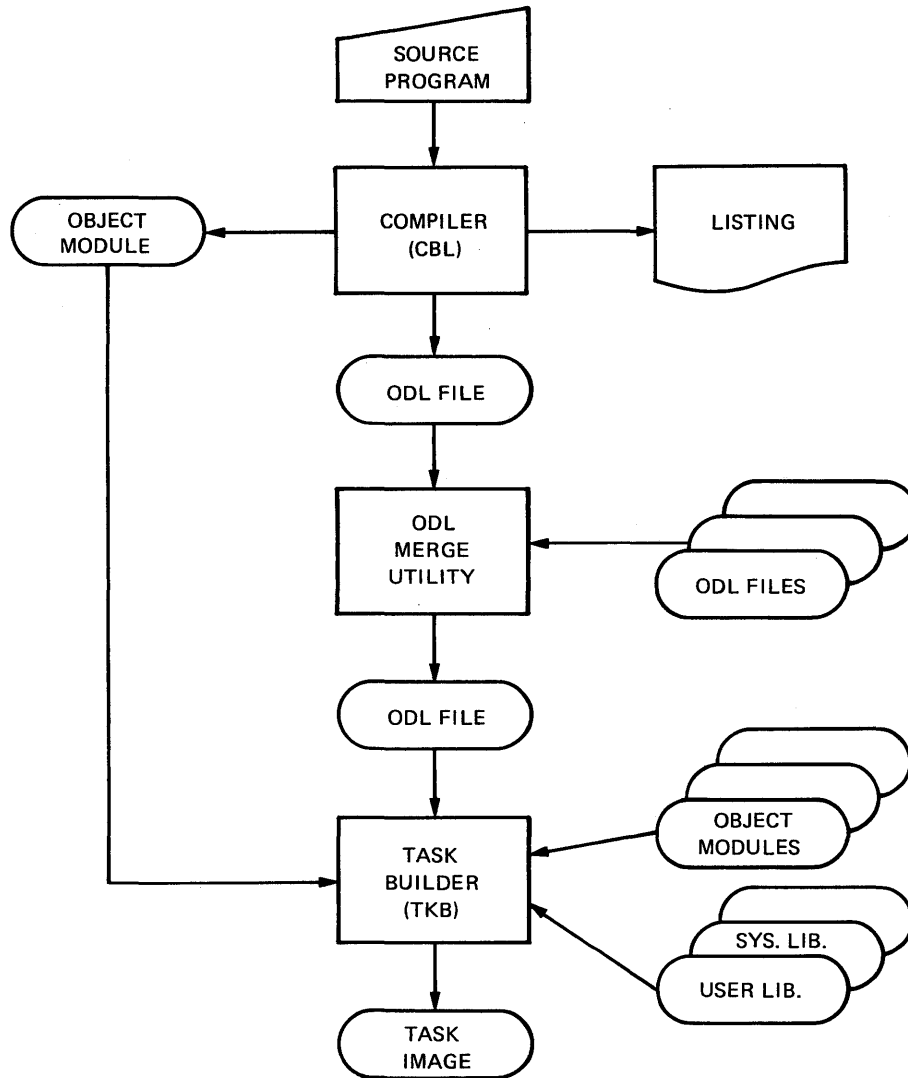 SOURCE
PROGRAM
OBJECT
MODULE
COMPILER
(CBL)
LISTING
ODL FILE
ODL
MERGE
UTILITY
ODL FILES
ODL FILE
OBJECT
MODULES
TASK
BUILDER
(TKB)
SYS. LIB.
USER LIB.
TASK
IMAGE